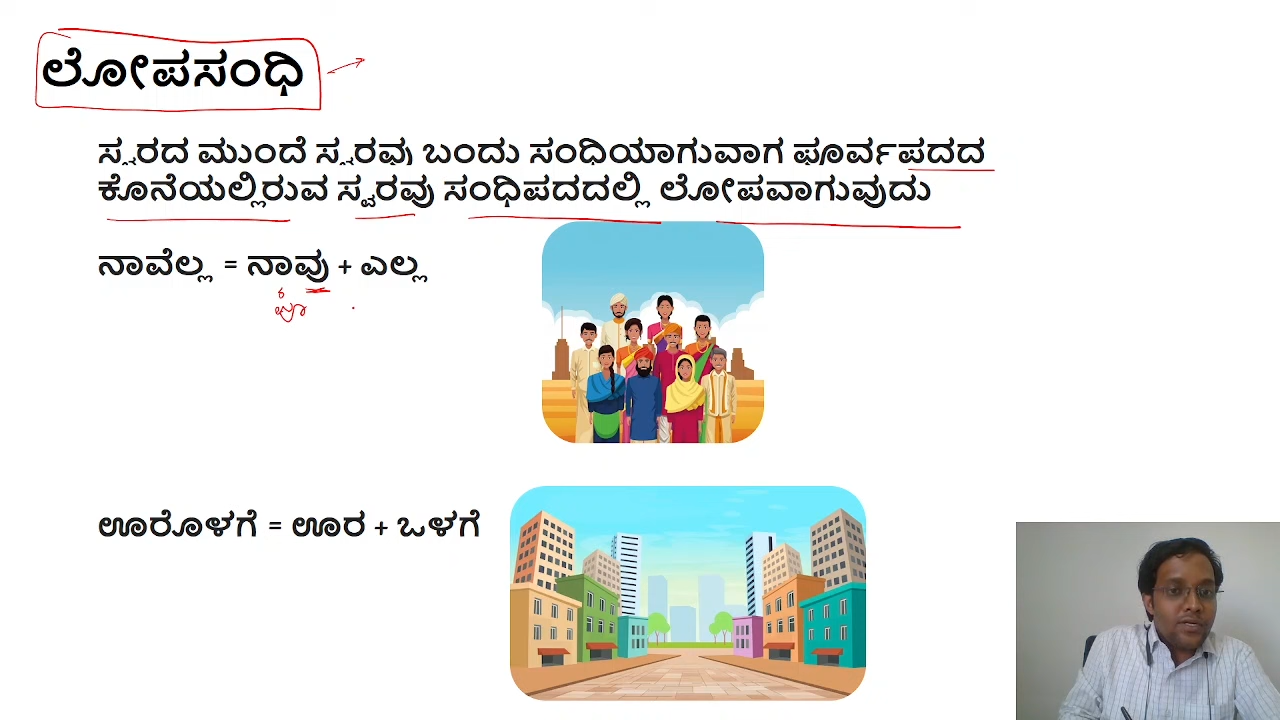 ಲೋಪಸಂಧಿ
ಸ್ವರದ ಮುಂದೆ ಸ್ವರವು ಬಂದು ಸಂಧಿಯಾಗುವಾಗ ಪೂರ್ವಪದದ
ಕೊನೆಯಲ್ಲಿರುವ ಸ್ವರವು ಸಂಧಿಪದದಲ್ಲಿ ಲೋಪವಾಗುವುದು
ನಾವೆಲ್ಲ = ನಾವು + ಎಲ್ಲ
ಊರೊಳಗೆ = ಊರ + ಒಳಗೆ